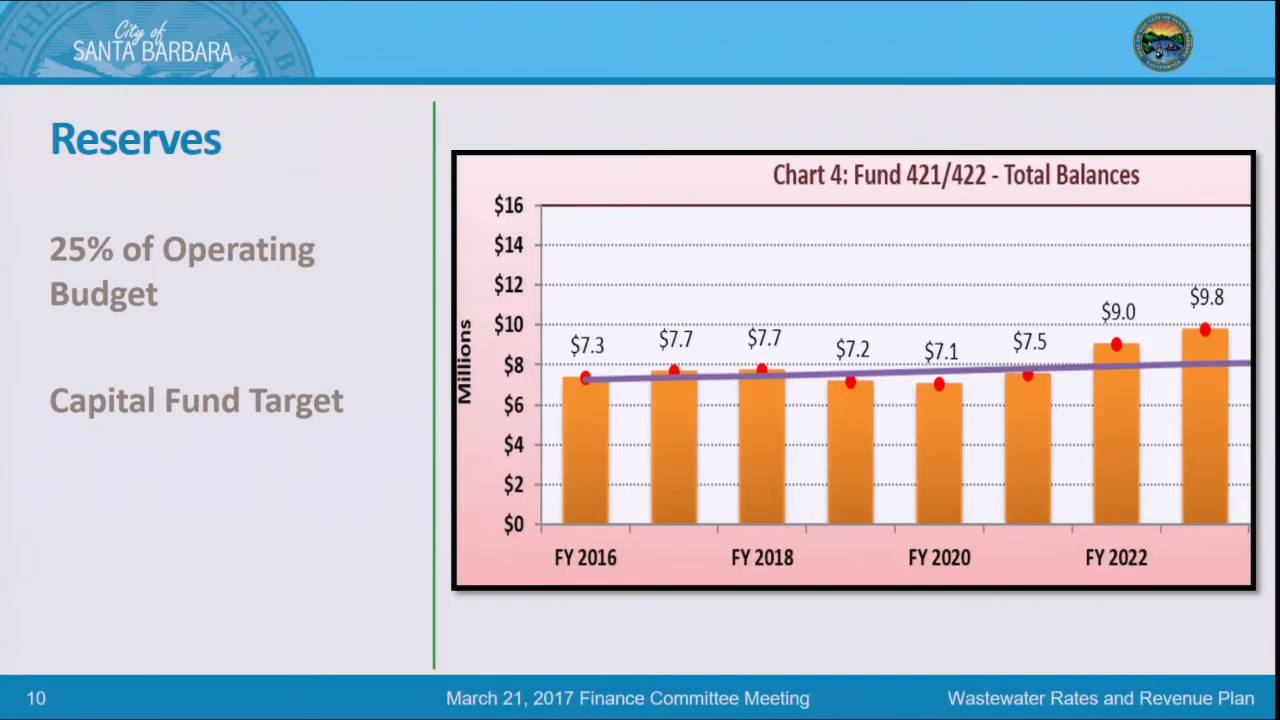 City of
SANTA BARBARA
Reserves
25% of Operating
Budget
Capital Fund Target
Chart 4: Fund 421/422 - Total Balances
Millions
$16
$14
$12
$10
$8
$6
$4
$2
$0
$7.3
$7.7
$7.7
$7.2
$7.1
$7.5
$9.0
$9.8
FY 2016
FY 2018
FY 2020
FY 2022
10
March 21, 2017 Finance Committee Meeting
Wastewater Rates and Revenue Plan